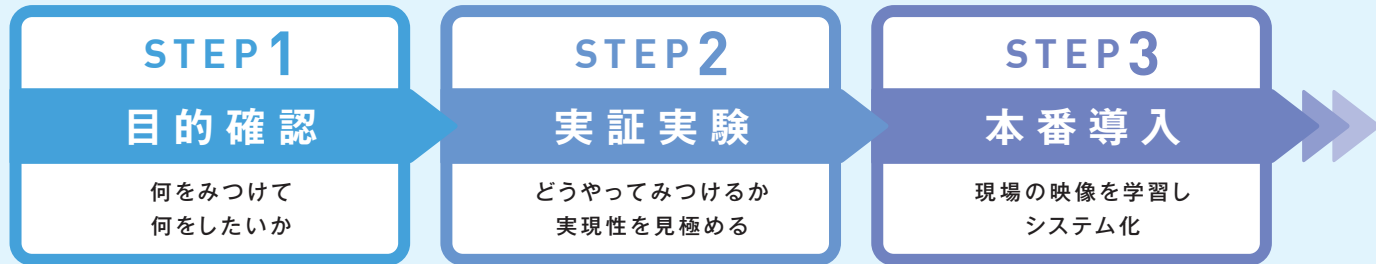 STEP1
目的確認
何をみつけて
何をしたいか
STEP2
実証実験
どうやってみつけるか
実現性を見極める
STEP3
本番導入
現場の映像を学習し
システム化